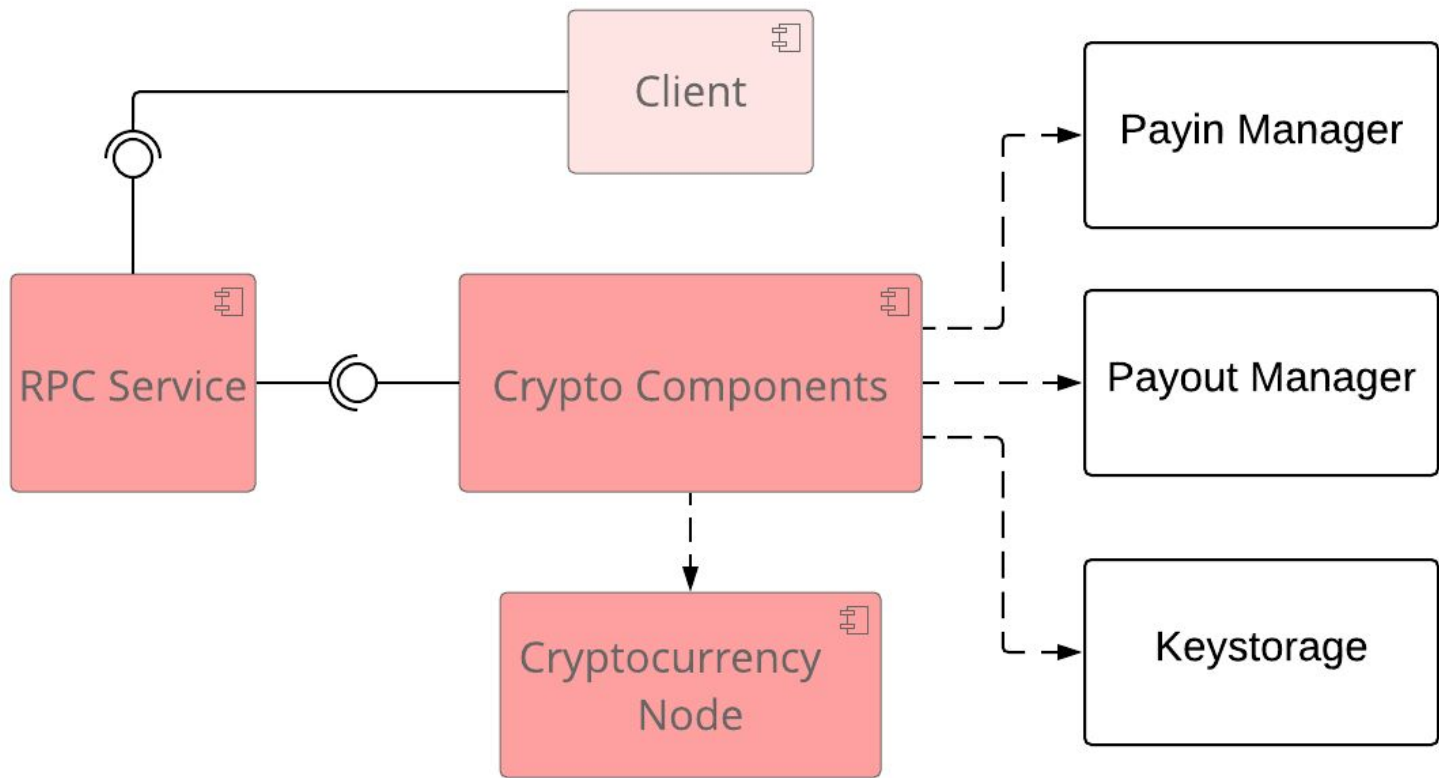 Client
Payin Manager
RPC Service
Crypto Components
Payout Manager
Cryptocurrency
Node
Keystorage